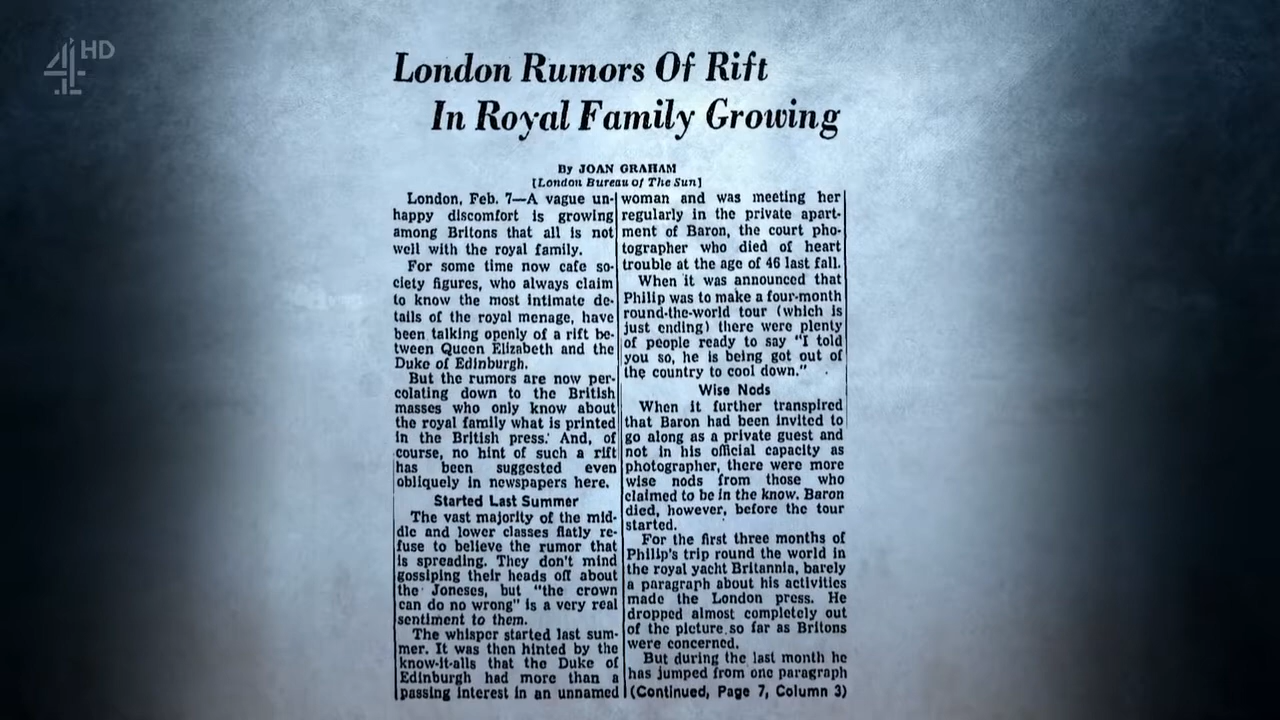 4 HD
London Rumors Of Rift
In Royal Family Growing
By JOAN GRAHAM
[London Bureau of The Sun]
London, Feb. 7—A vague un-
happy discomfort is growing
among Britons that all is not
well with the royal family.
For some time now cafe so-
ciety figures, who always claim
to know the most intimate de-
tails of the royal menage, have
been talking openly of a rift be-
tween Queen Elizabeth and the
Duke of Edinburgh.
But the rumors are now per-
colating down to the British
masses who only know about
the royal family what is printed
in the British press. And, of
course, no hint of such a rift
has been suggested even
obliquely in newspapers here.
Started Last Summer
The vast majority of the mid-
dle and lower classes flatly re-
fuse to believe the rumor that
is spreading. They don't mind
gossiping their heads off about
the Joneses, but "the crown
can do no wrong" is a very real
sentiment to them.
The whisper started last sum-
mer. It was then hinted by the
know-it-alls that the Duke of
Edinburgh had more than a
passing interest in an unnamed
woman and was meeting her
regularly in the private apart-
ment of Baron, the court pho-
tographer who died of heart
trouble at the age of 46 last fall.
When it was announced that
Philip was to make a four-month
round-the-world tour (which is
just ending) there were plenty
of people ready to say "I told
you so, he is being got out of
the country to cool down."
Wise Nods
When it further transpired
that Baron had been invited to
go along as a private guest and
not in his official capacity as
photographer, there were more
wise nods from those who
claimed to be in the know. Baron
died, however, before the tour
started.
For the first three months of
Philip's trip round the world in
the royal yacht Britannia, barely
a paragraph about his activities
made the London press. He
dropped almost completely out
of the picture so far as Britons
were concerned.
But during the last month he
has jumped from one paragraph
(Continued, Page 7, Column 3)